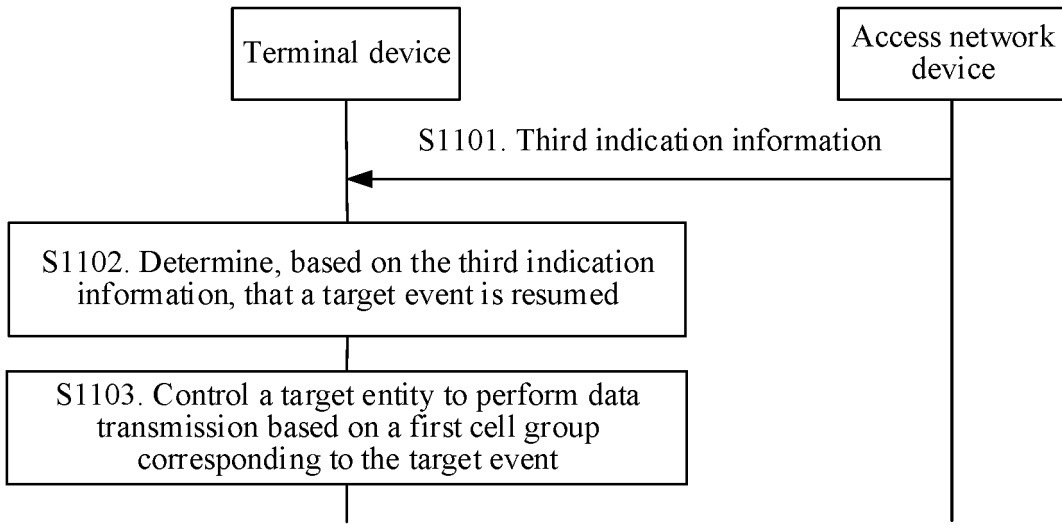 Terminal device
Access network
device
S1101. Third indication information
S1102. Determine, based on the third indication
information, that a target event is resumed
S1103. Control a target entity to perform data
transmission based on a first cell group
corresponding to the target event